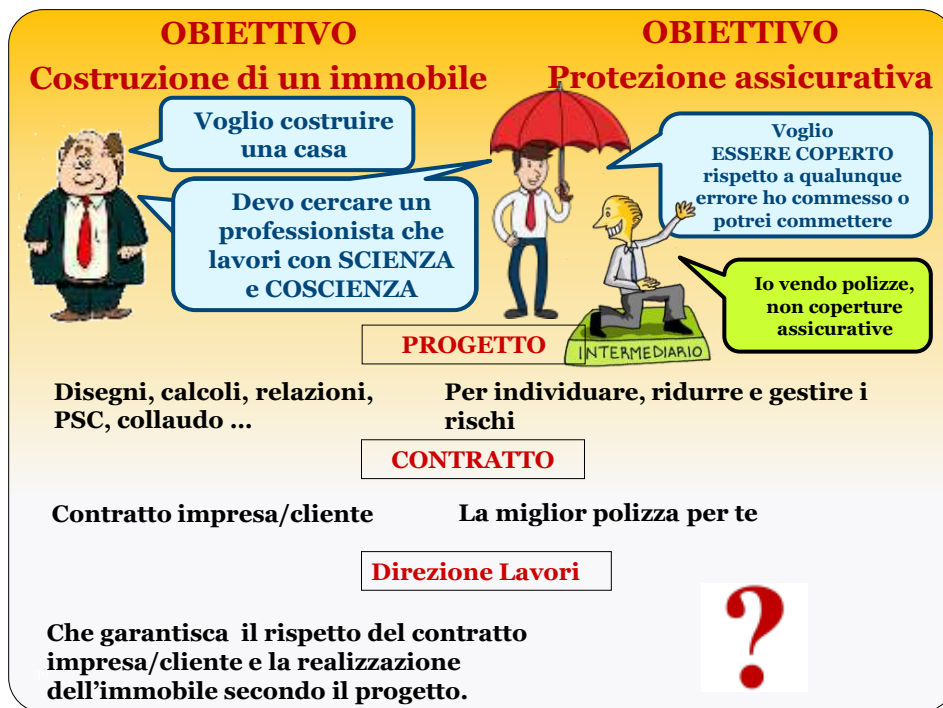 OBIETTIVO
Costruzione di un immobile
OBIETTIVO
Protezione assicurativa
Voglio costruire
una casa
Devo cercare un
professionista che
lavori con SCIENZA
e COSCIENZA
Voglio
ESSERE COPERTO
rispetto a qualunque
errore ho commesso o
potrei commettere
Io vendo polizze,
non coperture
assicurative
INTERMEDIARIO
PROGETTO
Disegni, calcoli, relazioni,
PSC, collaudo ...
Per individuare, ridurre e gestire i
rischi
CONTRATTO
Contratto impresa/cliente
La miglior polizza per te
Direzione Lavori
Che garantisca il rispetto del contratto
impresa/cliente e la realizzazione
dell’immobile secondo il progetto.
?